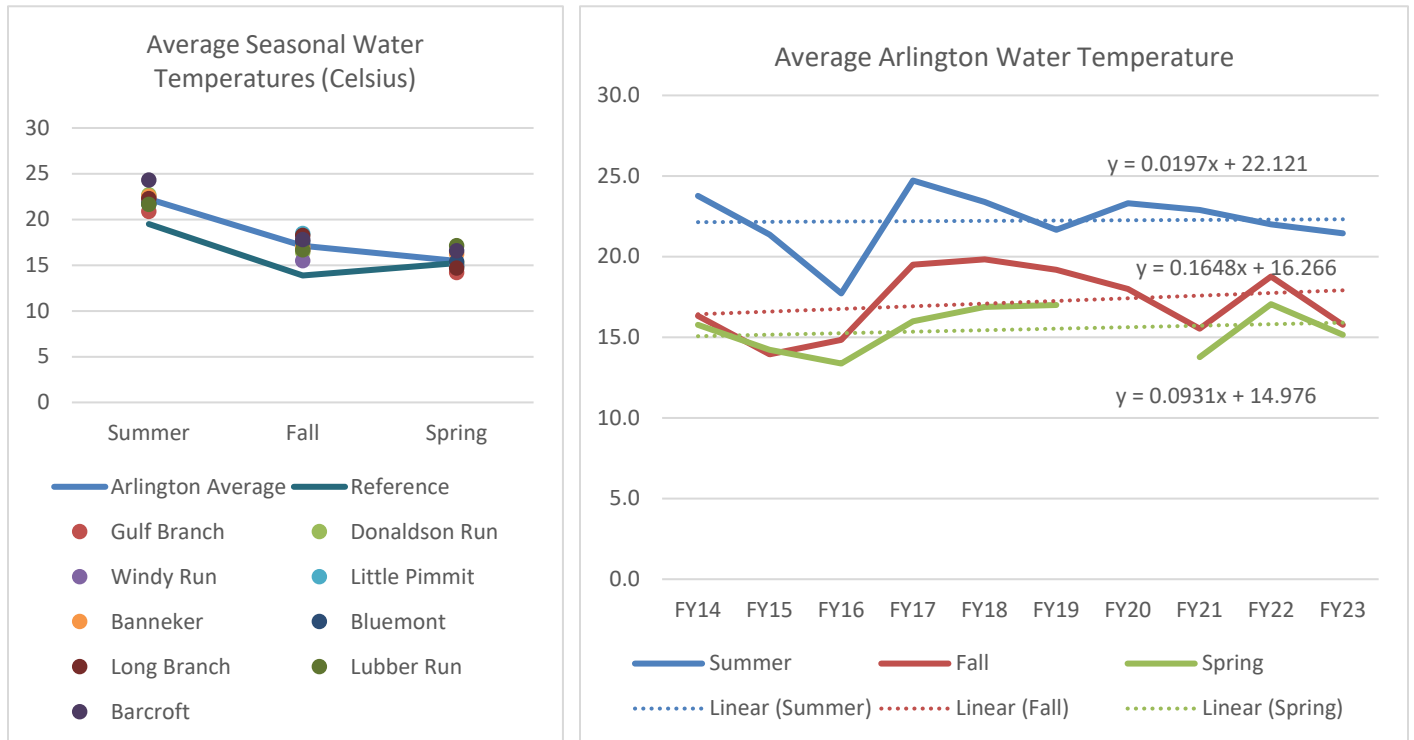 Average Seasonal Water
Temperatures (Celsius)
30
25
20
15
10
5
0
Summer Fall Spring
Arlington Average Reference
Gulf Branch Donaldson Run
Windy Run Little Pimmit
Banneker Bluemont
Long Branch Lubber Run
Barcroft
Average Arlington Water Temperature
30.0
25.0
20.0
15.0
10.0
5.0
0.0
y = 0.0197x + 22.121
y = 0.1648x + 16.266
y = 0.0931x + 14.976
FY14 FY15 FY16 FY17 FY18 FY19 FY20 FY21 FY22 FY23
Summer Fall Spring
Linear (Summer) Linear (Fall) Linear (Spring)